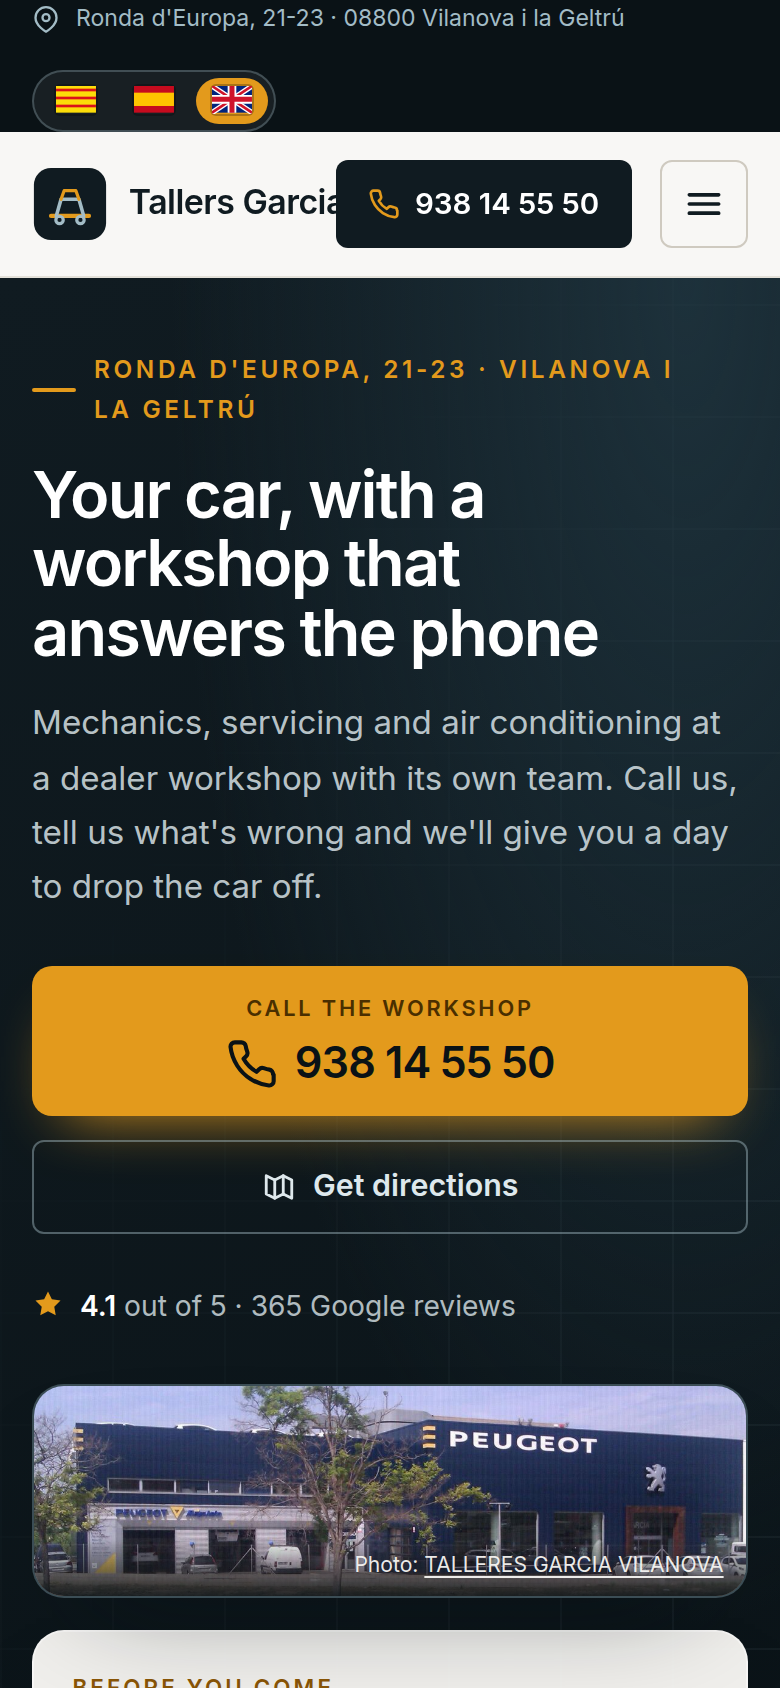 Ronda d'Europa, 21-23 · 08800 Vilanova i la Geltrú
Tallers Garcia
938 14 55 50
RONDA D'EUROPA, 21-23 · VILANOVA I
LA GELTRÚ
Your car, with a
workshop that
answers the phone
Mechanics, servicing and air conditioning at
a dealer workshop with its own team. Call us,
tell us what's wrong and we'll give you a day
to drop the car off.
CALL THE WORKSHOP
938 14 55 50
Get directions
4.1 out of 5 · 365 Google reviews
PEUGEOT
PEUGEOT
Photo: TALLERES GARCIA VILANOVA
BEFORE YOU COME